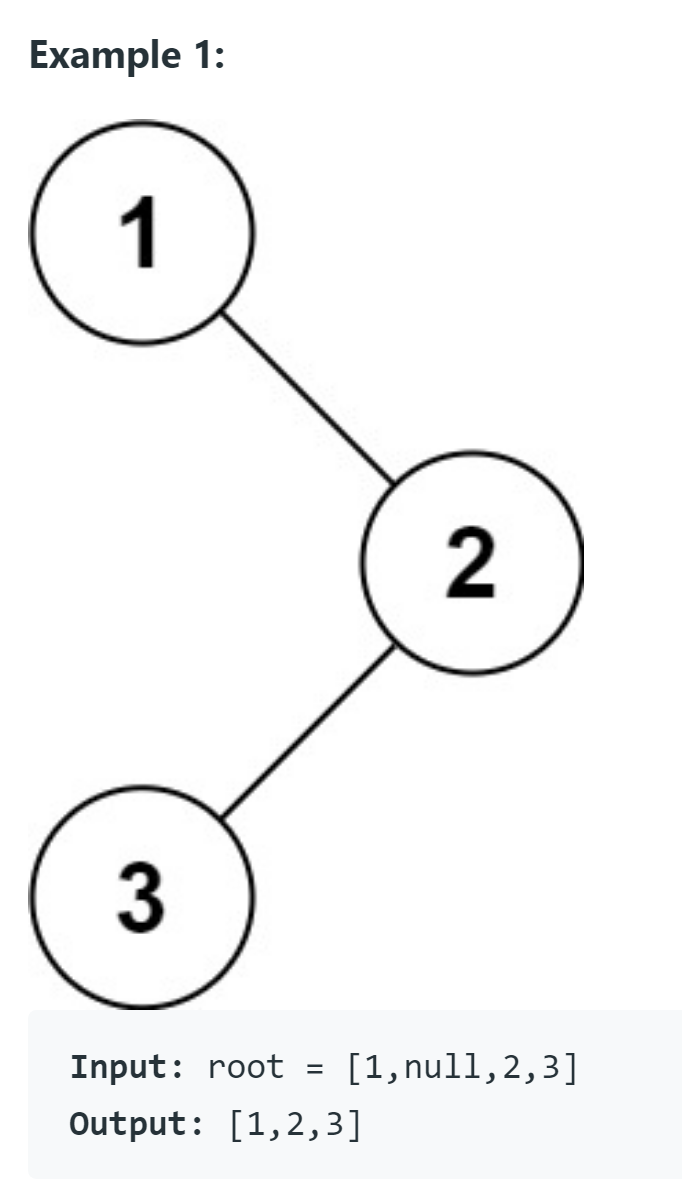 Example 1:
1
2
3
Input: root = [1,null,2,3]
Output: [1,2,3]